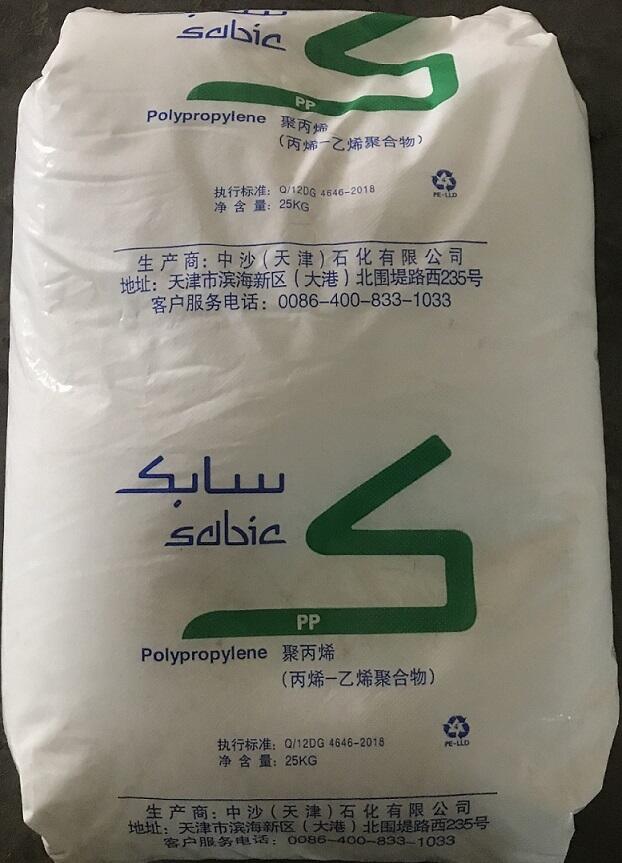 سابك
sabic
PP
Polypropylene 聚丙烯
(丙烯-乙烯聚合物)
执行标准: Q/12DG 4646-2018
净 含 量: 25KG
PE-LLD
生 产 商: 中 沙 ( 天 津 ) 石 化 有 限 公 司
地址: 天津市滨海新区 ( 大港 ) 北围堤路西235号
客户服务电话: 0086-400-833-1033
سابك
sabic
PP
Polypropylene 聚丙烯
(丙烯-乙烯聚合物)
执行标准: Q/12DG 4646-2018
净 含 量: 25KG
PE-LLD
生 产 商: 中 沙 ( 天 津 ) 石 化 有 限 公 司
地址: 天津市滨海新区 ( 大港 ) 北围堤路西235号
客户服务电话: 0086-400-833-1033